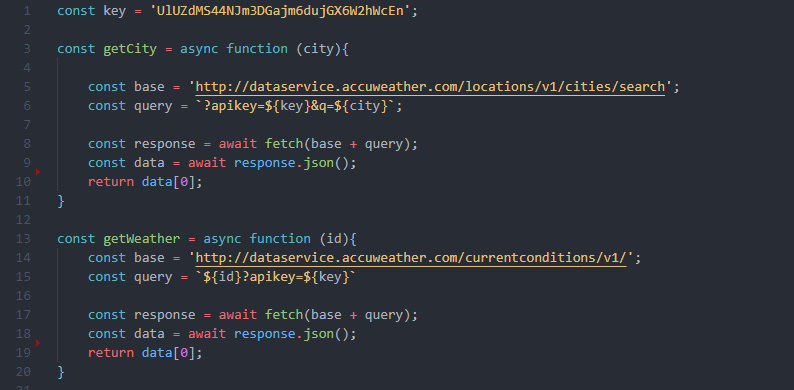 1 const key = 'UlUZdMS44NJm3DGajm6dujGX6W2hWcEn';
2
3 const getCity = async function (city){
4
5 const base = 'http://dataservice.accuweather.com/locations/v1/cities/search';
6 const query = `?apikey=${key}&q=${city}`;
7
8 const response = await fetch(base + query);
9 const data = await response.json();
10 return data[0];
11 }
12
13 const getWeather = async function (id){
14 const base = 'http://dataservice.accuweather.com/currentconditions/v1/';
15 const query = `${id}?apikey=${key}`
16
17 const response = await fetch(base + query);
18 const data = await response.json();
19 return data[0];
20 }
21